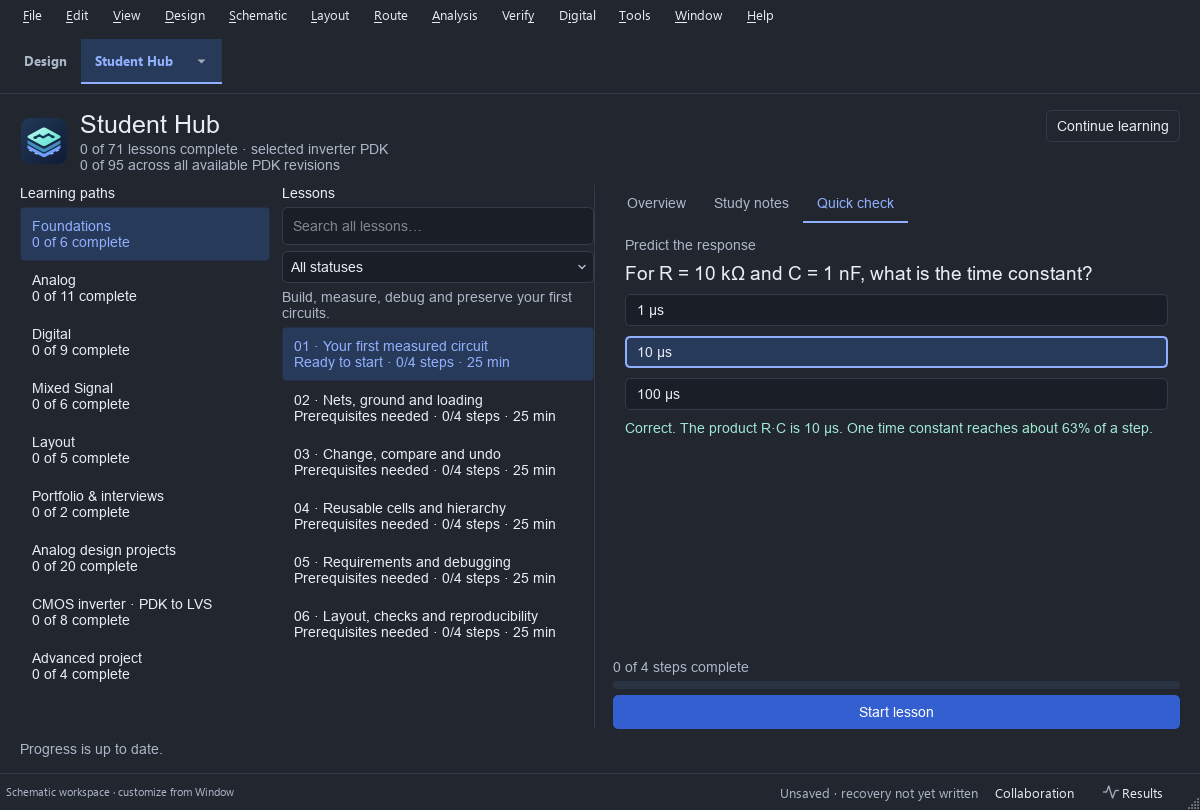 File Edit View Design Schematic Layout Route Analysis Verify Digital Tools Window Help
Design Student Hub
Student Hub
0 of 71 lessons complete · selected inverter PDK
0 of 95 across all available PDK revisions
Continue learning
Learning paths
Foundations
0 of 6 complete
Analog
0 of 11 complete
Digital
0 of 9 complete
Mixed Signal
0 of 6 complete
Layout
0 of 5 complete
Portfolio & interviews
0 of 2 complete
Analog design projects
0 of 20 complete
CMOS inverter · PDK to LVS
0 of 8 complete
Advanced project
0 of 4 complete
Lessons
Search all lessons…
All statuses
Build, measure, debug and preserve your first
circuits.
01 · Your first measured circuit
Ready to start · 0/4 steps · 25 min
02 · Nets, ground and loading
Prerequisites needed · 0/4 steps · 25 min
03 · Change, compare and undo
Prerequisites needed · 0/4 steps · 25 min
04 · Reusable cells and hierarchy
Prerequisites needed · 0/4 steps · 25 min
05 · Requirements and debugging
Prerequisites needed · 0/4 steps · 25 min
06 · Layout, checks and reproducibility
Prerequisites needed · 0/4 steps · 25 min
Overview Study notes Quick check
Predict the response
For R = 10 kΩ and C = 1 nF, what is the time constant?
1 µs
10 µs
100 µs
Correct. The product R·C is 10 µs. One time constant reaches about 63% of a step.
0 of 4 steps complete
Start lesson
Progress is up to date.
Schematic workspace · customize from Window
Unsaved · recovery not yet written Collaboration Results